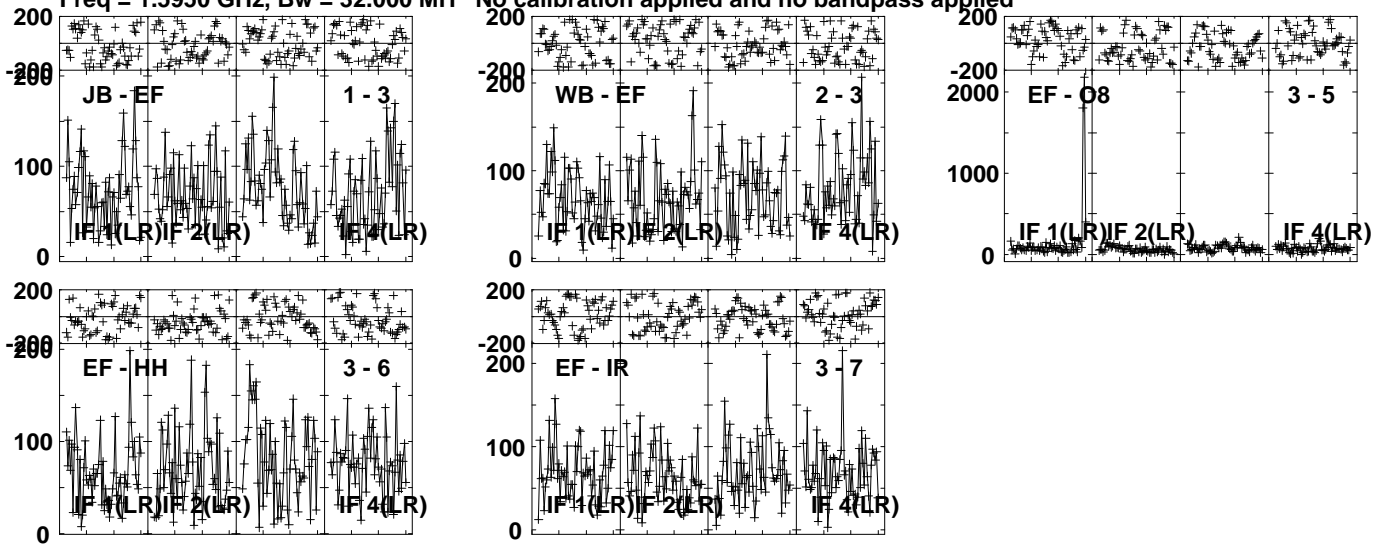 Freq = 1.5950 GHz, Bw = 32.000 MH No calibration applied and no bandpass applied
200 200 200
-200 -200 -200
200 200 2000
JB - EF 1 - 3 WB - EF 2 - 3 EF - O8 3 - 5
100 100 1000
IF 1(LR) IF 2(LR) IF 4(LR) IF 1(LR) IF 2(LR) IF 4(LR) IF 1(LR) IF 2(LR) IF 4(LR)
0 0 0
200 200
-200 -200
200 200
EF - HH 3 - 6 EF - IR 3 - 7
100 100
IF 1(LR) IF 2(LR) IF 4(LR) IF 1(LR) IF 2(LR) IF 4(LR)
0 0